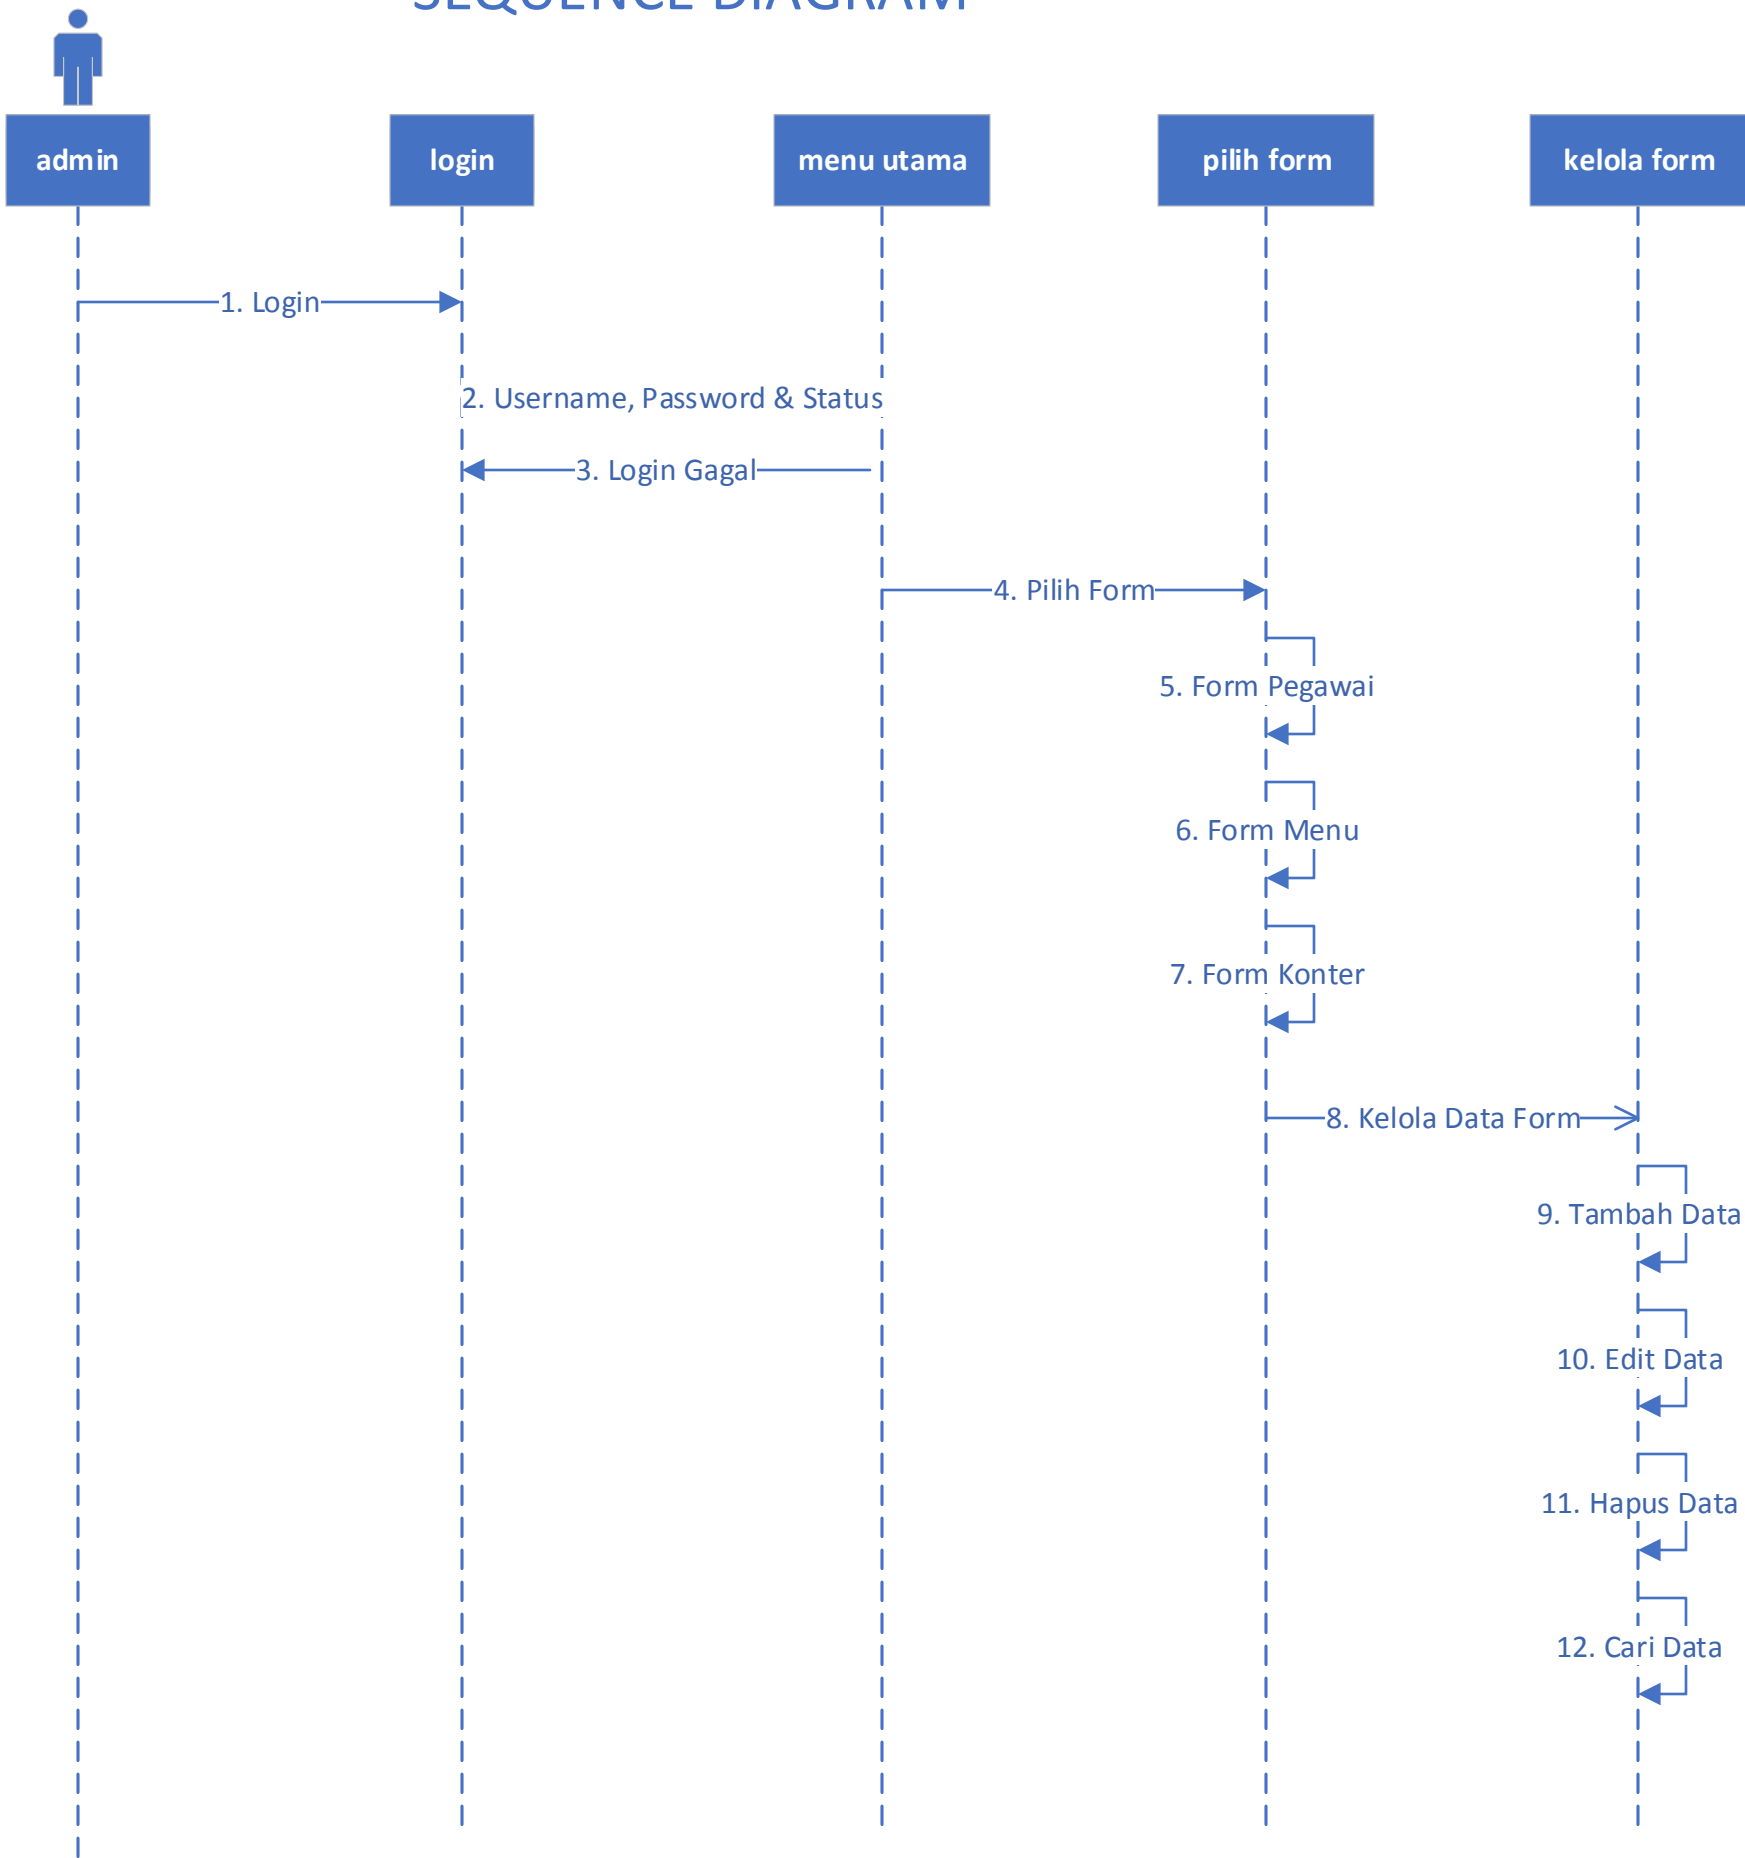 SEQUENCE DIAGRAM
admin
login
menu utama
pilih form
kelola form
1. Login
2. Username, Password & Status
3. Login Gagal
4. Pilih Form
5. Form Pegawai
6. Form Menu
7. Form Konter
8. Kelola Data Form
9. Tambah Data
10. Edit Data
11. Hapus Data
12. Cari Data